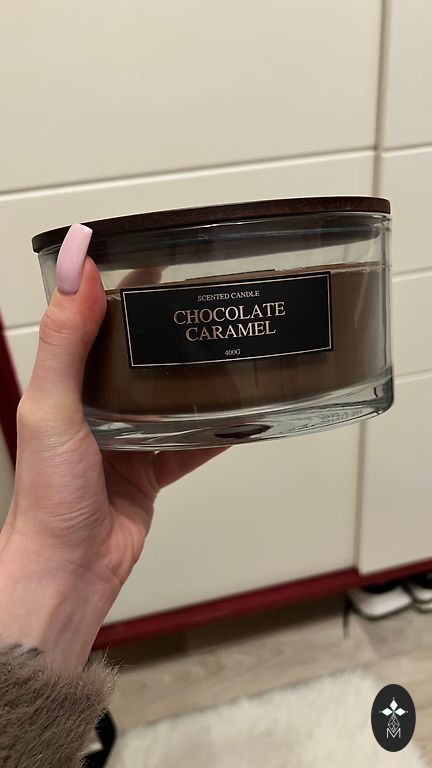 SCENTED CANDLE
CHOCOLATE
CARAMEL
400G
M